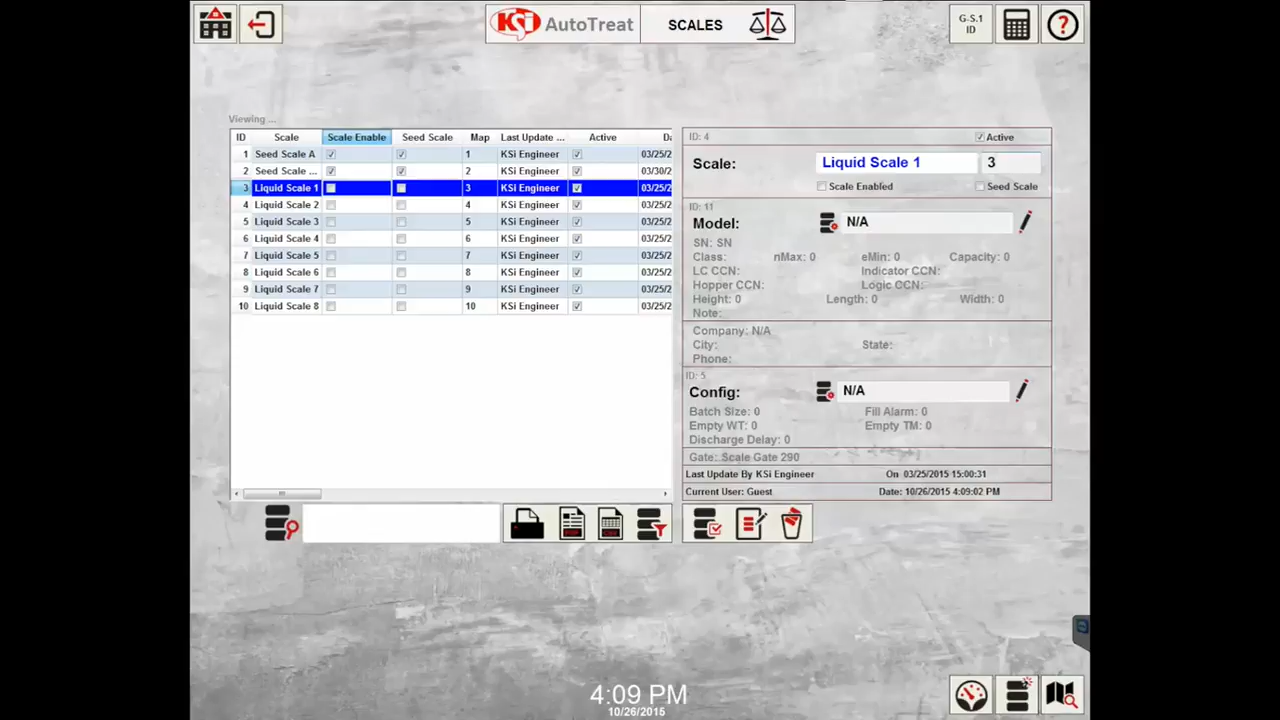 KSi AutoTreat SCALES G-S.1 ID ?
Viewing ...
ID Scale Scale Enable Seed Scale Map Last Update ... Active Da
1 Seed Scale A 1 KSi Engineer 03/25/2
2 Seed Scale ... 2 KSi Engineer 03/30/2
3 Liquid Scale 1 3 KSi Engineer 03/25/2
4 Liquid Scale 2 4 KSi Engineer 03/25/2
5 Liquid Scale 3 5 KSi Engineer 03/25/2
6 Liquid Scale 4 6 KSi Engineer 03/25/2
7 Liquid Scale 5 7 KSi Engineer 03/25/2
8 Liquid Scale 6 8 KSi Engineer 03/25/2
9 Liquid Scale 7 9 KSi Engineer 03/25/2
10 Liquid Scale 8 10 KSi Engineer 03/25/2
ID: 4 Active
Scale: Liquid Scale 1 3
Scale Enabled Seed Scale
ID: 11
Model: N/A
SN: SN
Class: nMax: 0 eMin: 0 Capacity: 0
LC CCN: Indicator CCN:
Hopper CCN: Logic CCN:
Height: 0 Length: 0 Width: 0
Note:
Company: N/A
City: State:
Phone:
ID: 5
Config: N/A
Batch Size: 0 Fill Alarm: 0
Empty WT: 0 Empty TM: 0
Discharge Delay: 0
Gate: Scale Gate 290
Last Update By KSi Engineer On 03/25/2015 15:00:31
Current User: Guest Date: 10/26/2015 4:09:02 PM
4:09 PM
10/26/2015